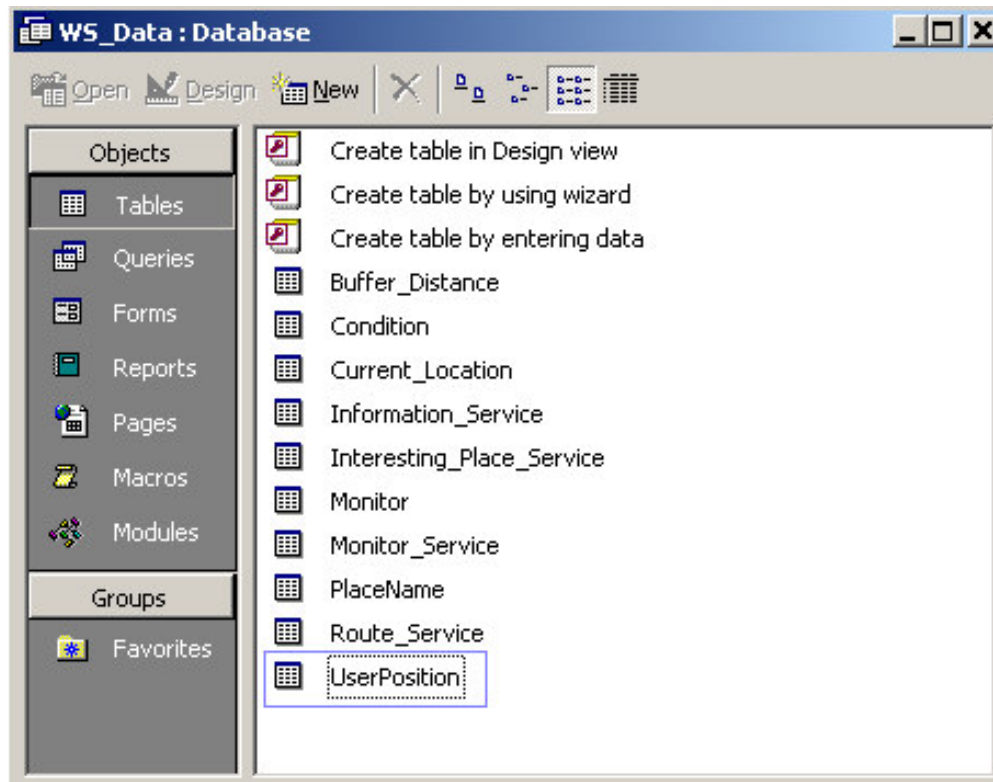 WS_Data : Database
Open Design New
Objects
Tables
Queries
Forms
Reports
Pages
Macros
Modules
Groups
Favorites
Create table in Design view
Create table by using wizard
Create table by entering data
Buffer_Distance
Condition
Current_Location
Information_Service
Interesting_Place_Service
Monitor
Monitor_Service
PlaceName
Route_Service
UserPosition